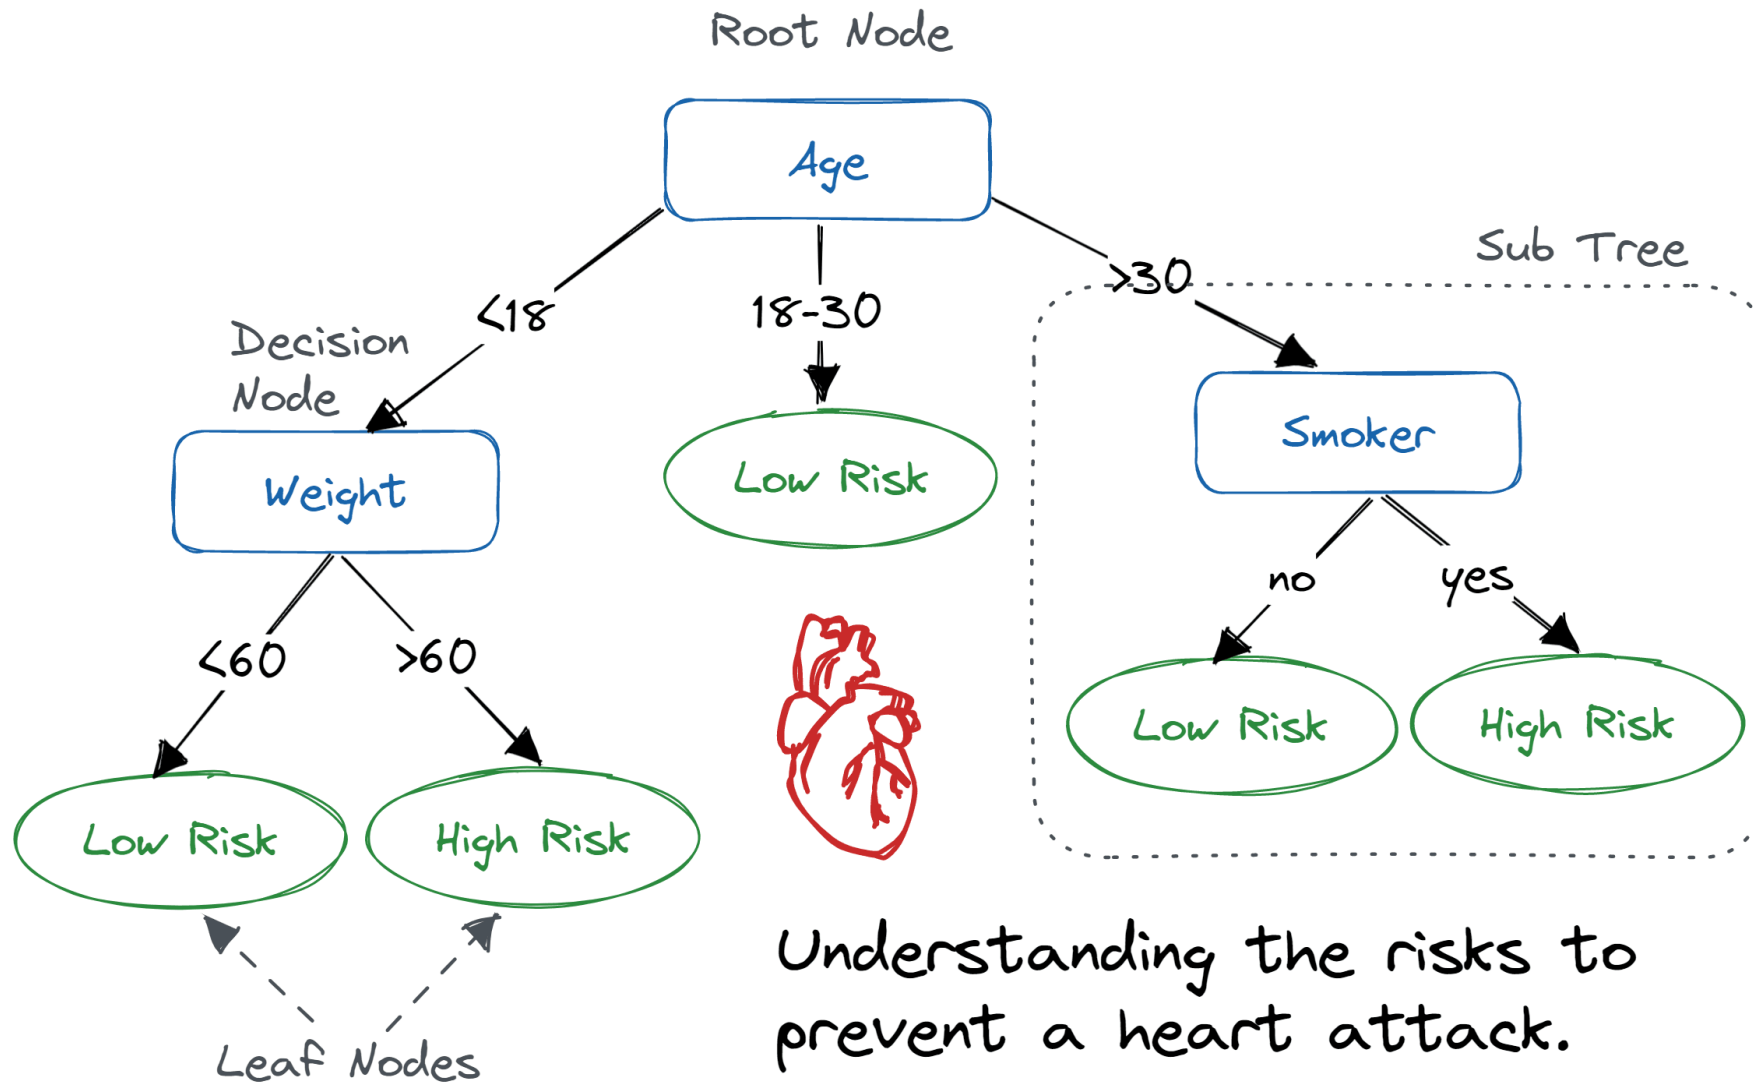 Root Node
Age
Sub Tree
>30
<18
18-30
Decision
Node
Smoker
Weight
Low Risk
no
yes
<60
>60
Low Risk
High Risk
Low Risk
High Risk
Understanding the risks to
prevent a heart attack.
Leaf Nodes